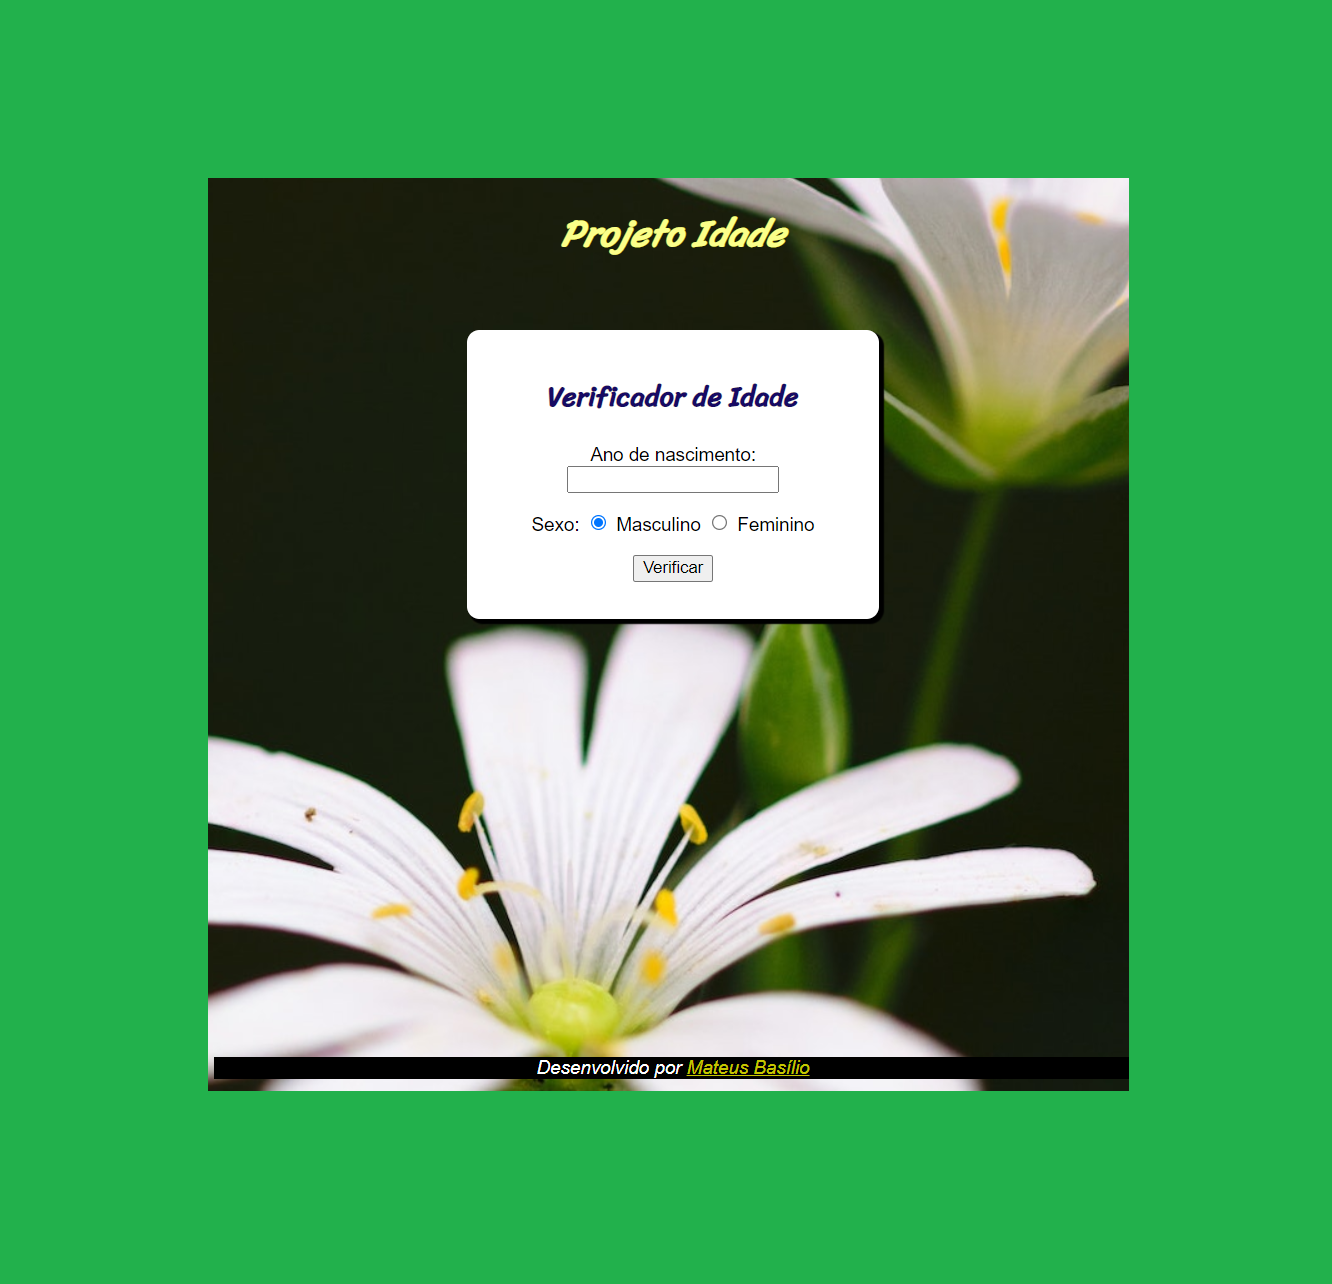 Projeto Idade
Verificador de Idade
Ano de nascimento:
Sexo: Masculino Feminino
Verificar
Desenvolvido por Mateus Basílio